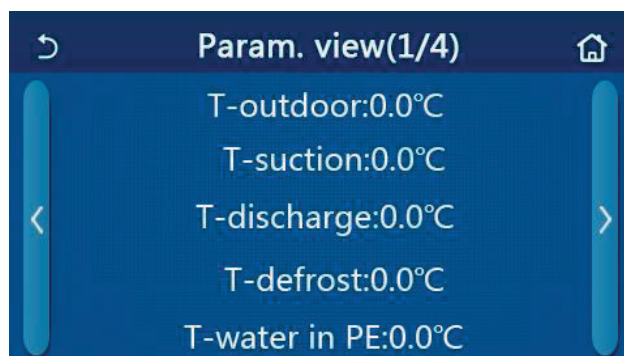 Param. view(1/4)
T-outdoor:0.0℃
T-suction:0.0℃
T-discharge:0.0℃
T-defrost:0.0℃
T-water in PE:0.0℃